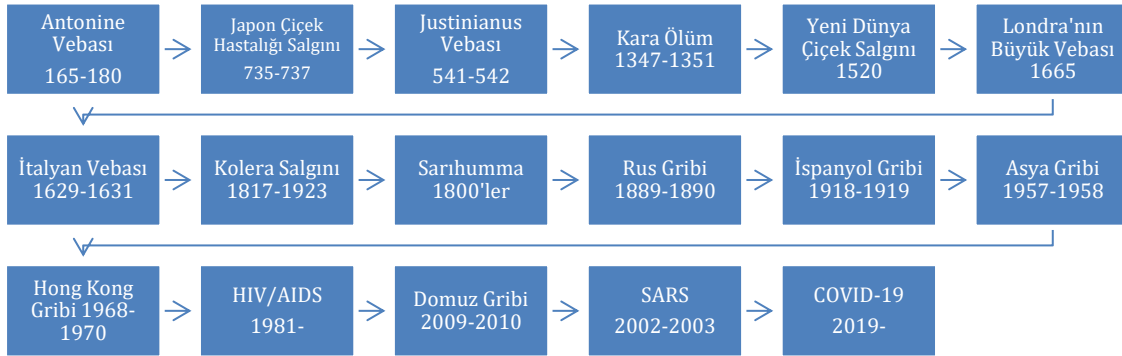 Antonine
Vebası
165-180
Japon Çiçek
Hastalığı Salgını
735-737
Justinianus
Vebası
541-542
Kara Ölüm
1347-1351
Yeni Dünya
Çiçek Salgını
1520
Londra'nın
Büyük Vebası
1665
İtalyan Vebası
1629-1631
Kolera Salgını
1817-1923
Sarıhumma
1800'ler
Rus Gribi
1889-1890
İspanyol Gribi
1918-1919
Asya Gribi
1957-1958
Hong Kong
Gribi 1968-
1970
HIV/AIDS
1981-
Domuz Gribi
2009-2010
SARS
2002-2003
COVID-19
2019-